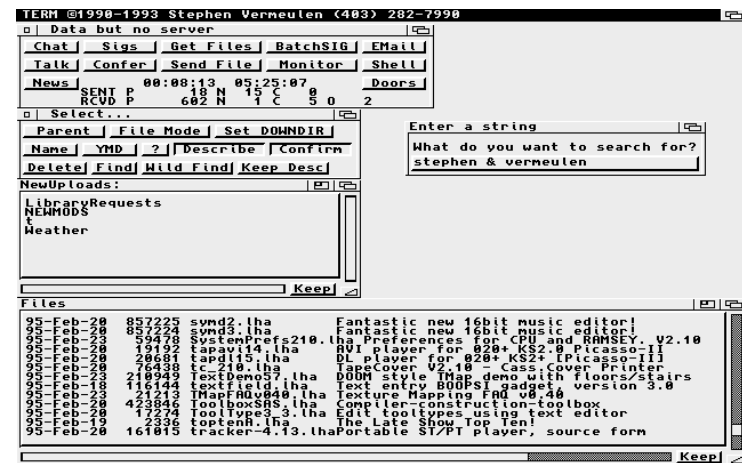 TERM ©1990-1993 Stephen Vermeulen (403) 282-7990
Data but no server
Chat Sigs Get Files BatchSIG EMail
Talk Confer Send File Monitor Shell
News 00:08:13 05:25:07 Doors
SENT P 18 N 15 C 0
RCVD P 602 N 1 C 5 O 2
Select...
Parent File Mode Set DOWNDIR
Name YMD ? Describe Confirm
Delete Find Wild Find Keep Desc
Enter a string
What do you want to search for?
stephen & vermeulen
NewUploads:
LibraryRequests
NEWMODS
t
Weather
Keep
Files
95-Feb-20 857225 symd2.lha Fantastic new 16bit music editor!
95-Feb-20 857224 symd3.lha Fantastic new 16bit music editor!
95-Feb-23 59478 SystemPrefs210.lha Preferences for CPU and RAMSEY. V2.10
95-Feb-20 19192 tapavi14.lha AVI player for 020+ KS2.0 Picasso-II
95-Feb-20 20681 tapdl15.lha DL player for 020+ KS2+ [Picasso-II]
95-Feb-20 76438 tc_210.lha TapeCover V2.10 - Cass.Cover Printer
95-Feb-23 210949 TextDemo57.lha DOOM style TMapdemo with floors/stairs
95-Feb-18 116144 textfield.lha Text entry BOOPSI gadget, version 3.0
95-Feb-23 21213 TMapFAQv040.lha Texture Mapping FAQ v0.40
95-Feb-20 423846 ToolboxSAS.lha Compiler-construction-toolbox
95-Feb-20 17274 ToolType3_3.lha Edit tooltypes using text editor
95-Feb-19 2336 toptenA.lha The Late Show Top Ten!
95-Feb-20 161015 tracker-4.13.lhaPortable ST/PT player, source form
Keep